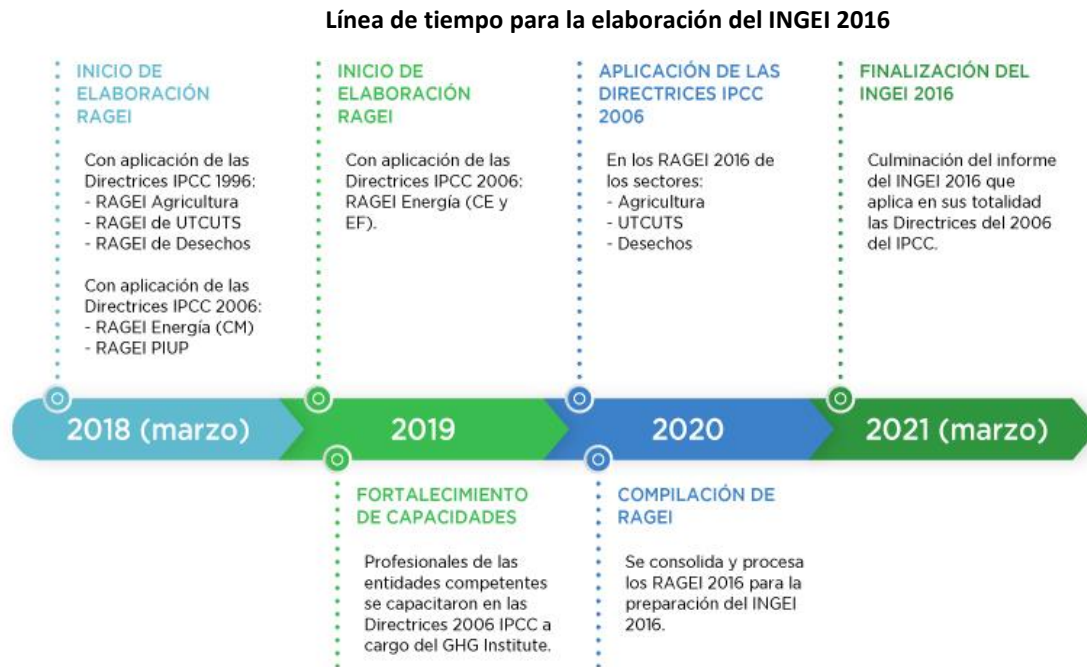 Línea de tiempo para la elaboración del INGEI 2016
INICIO DE
ELABORACIÓN
RAGEI
Con aplicación de las
Directrices IPCC 1996:
- RAGEI Agricultura
- RAGEI de UTCUTS
- RAGEI de Desechos
Con aplicación de las
Directrices IPCC 2006:
- RAGEI Energía (CM)
- RAGEI PIUP
INICIO DE
ELABORACIÓN
RAGEI
Con aplicación de las
Directrices IPCC 2006:
RAGEI Energía (CE y
EF).
APLICACIÓN DE LAS
DIRECTRICES IPCC
2006
En los RAGEI 2016 de
los sectores:
- Agricultura
- UTCUTS
- Desechos
FINALIZACIÓN DEL
INGEI 2016
Culminación del informe
del INGEI 2016 que
aplica en sus totalidad
las Directrices del 2006
del IPCC.
2018 (marzo)
2019
2020
2021 (marzo)
FORTALECIMIENTO
DE CAPACIDADES
Profesionales de las
entidades competentes
se capacitaron en las
Directrices 2006 IPCC a
cargo del GHG Institute.
COMPILACIÓN DE
RAGEI
Se consolida y procesa
los RAGEI 2016 para la
preparación del INGEI
2016.